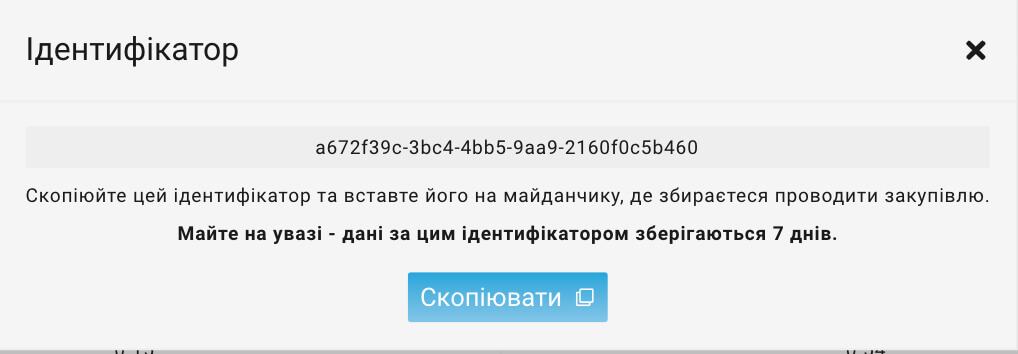 Ідентифікатор
a672f39c-3bc4-4bb5-9aa9-2160f0c5b460
Скопіюйте цей ідентифікатор та вставте його на майданчику, де збираєтеся проводити закупівлю.
Майте на увазі - дані за цим ідентифікатором зберігаються 7 днів.
Скопіювати